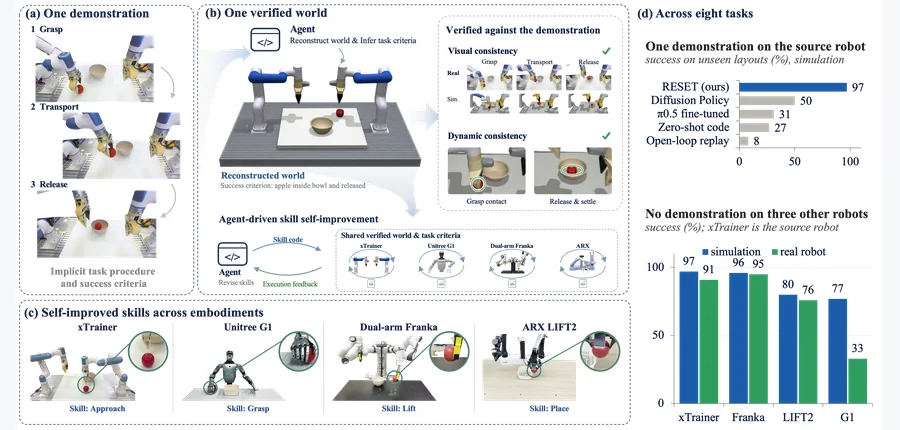 (a) One demonstration
1 Grasp
2 Transport
3 Release
Implicit task procedure
and success criteria
(b) One verified world
Agent
Reconstruct world & Infer task criteria
</>
Reconstructed world
Success criterion: apple inside bowl and released
Verified against the demonstration
Visual consistency
Grasp Transport Release
Real
Sim.
Dynamic consistency
Grasp contact Release & settle
Agent-driven skill self-improvement
</>
Agent
Revise skills
Skill code
Execution feedback
Shared verified world & task criteria
xTrainer Unitree G1 Dual-arm Franka ARX
(c) Self-improved skills across embodiments
xTrainer Unitree G1 Dual-arm Franka ARX LIFT2
Skill: Approach Skill: Grasp Skill: Lift Skill: Place
(d) Across eight tasks
One demonstration on the source robot
success on unseen layouts (%), simulation
RESET (ours) 97
Diffusion Policy 50
π0.5 fine-tuned 31
Zero-shot code 27
Open-loop replay 8
0 50 100
No demonstration on three other robots
success (%); xTrainer is the source robot
simulation real robot
100
50
0
97 91 96 95 80 76 77 33
xTrainer Franka LIFT2 G1